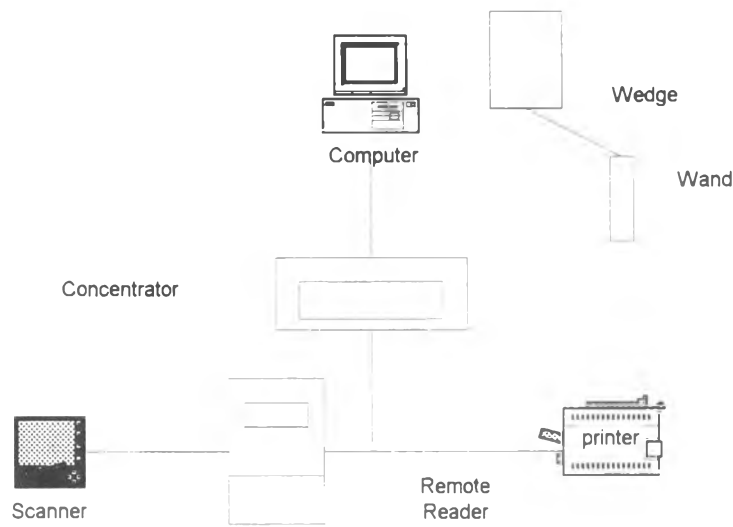 Wedge
Computer
Wand
Concentrator
printer
Remote
Reader
Scanner